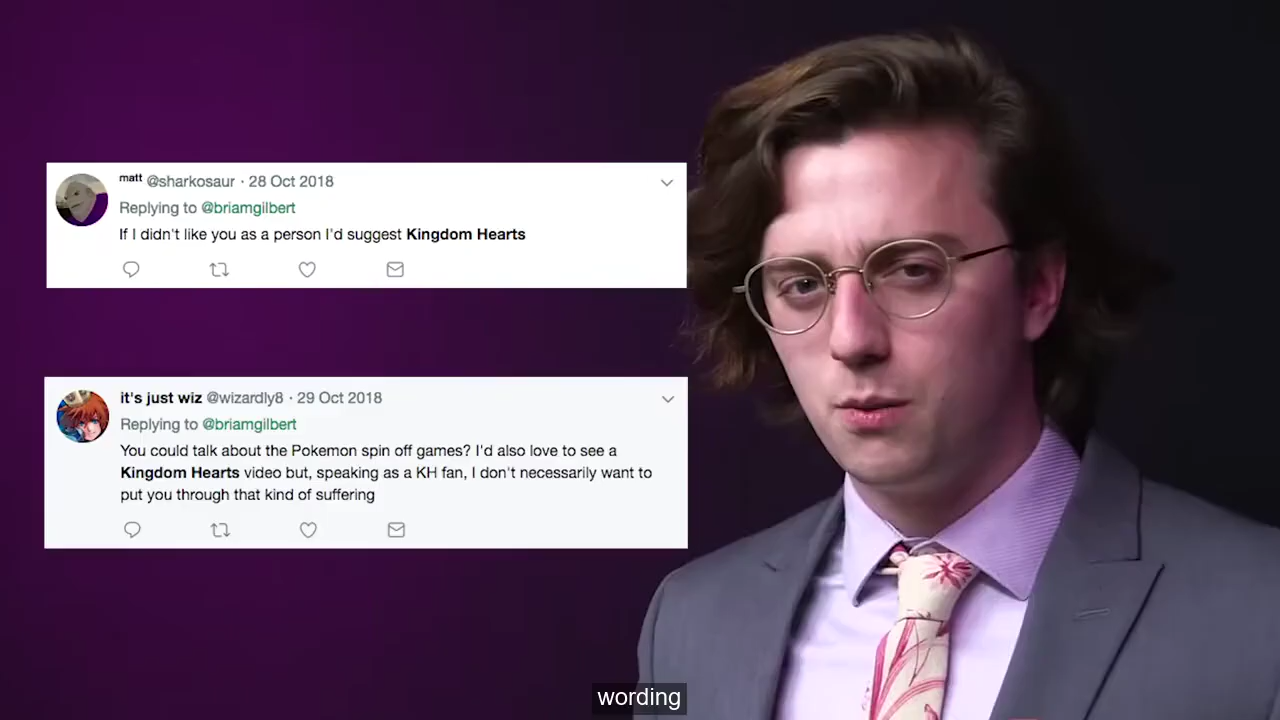 matt @sharkosaur · 28 Oct 2018
Replying to @briamgilbert
If I didn't like you as a person I'd suggest Kingdom Hearts
it's just wiz @wizardly8 · 29 Oct 2018
Replying to @briamgilbert
You could talk about the Pokemon spin off games? I'd also love to see a
Kingdom Hearts video but, speaking as a KH fan, I don't necessarily want to
put you through that kind of suffering
wording